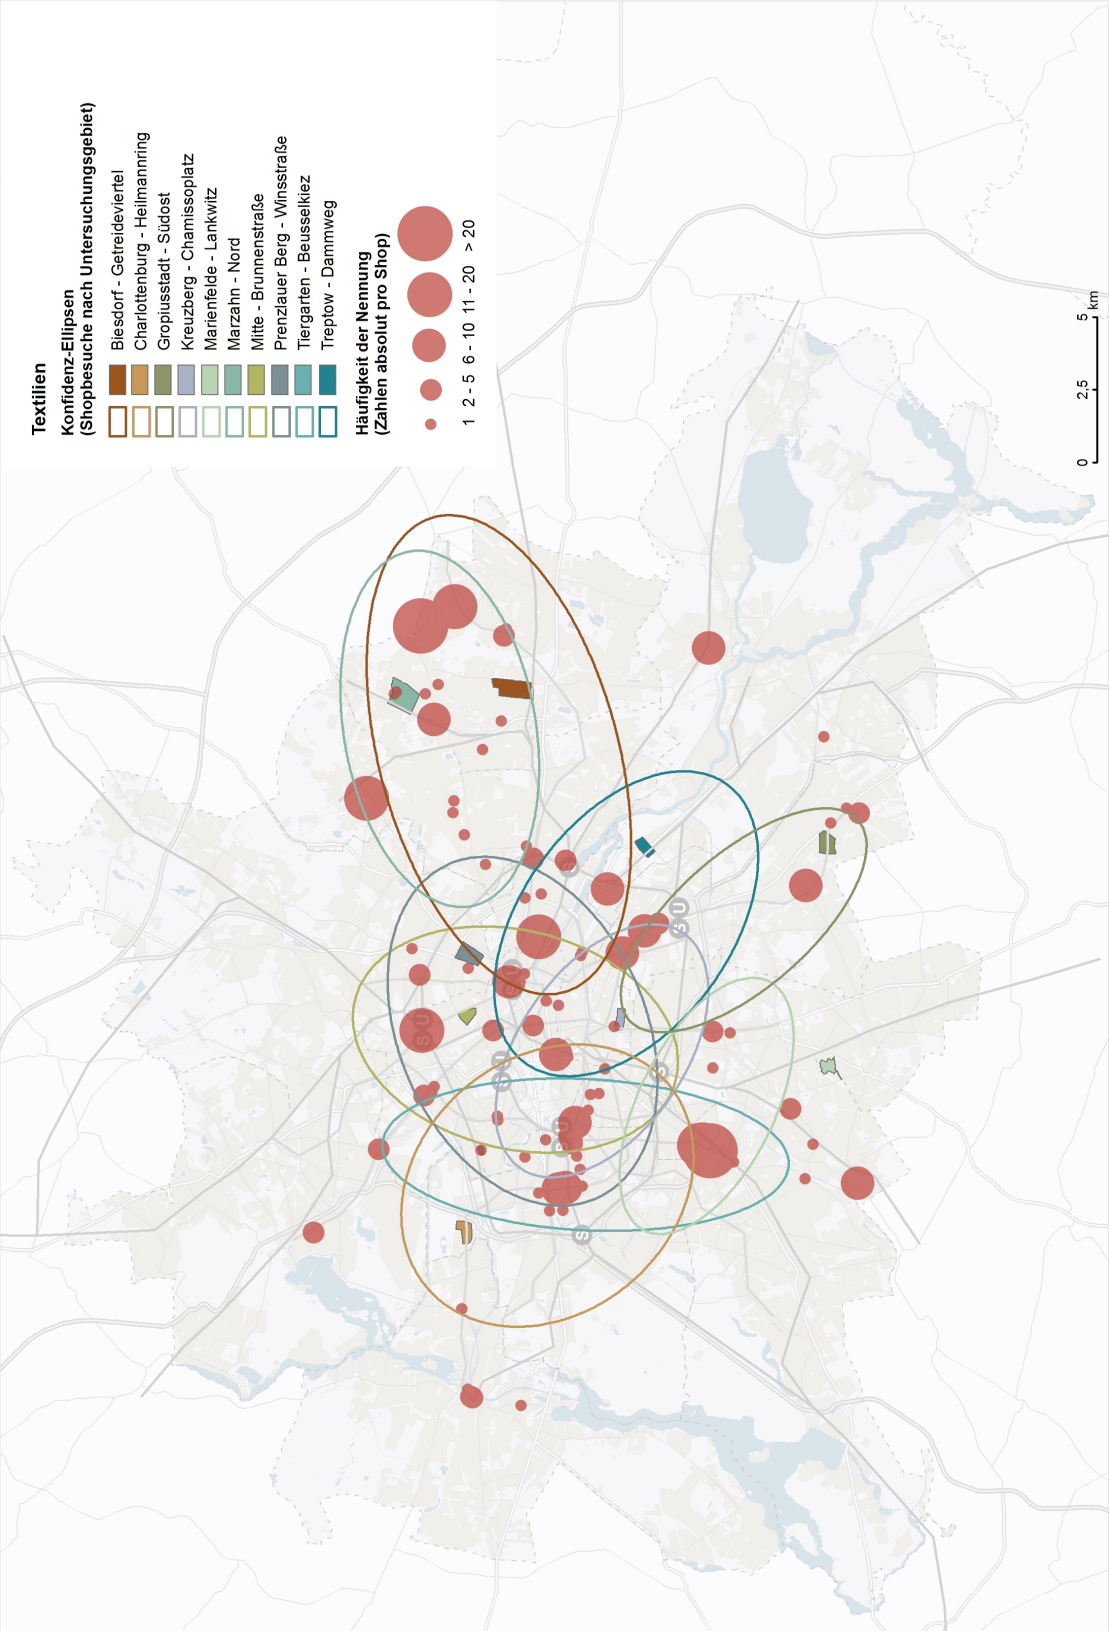 Textilien
Konfidenz-Ellipsen
(Shopbesuche nach Untersuchungsgebiet)
Biesdorf - Getreideviertel
Charlottenburg - Heilmannring
Gropiusstadt - Südost
Kreuzberg - Chamissoplatz
Marienfelde - Lankwitz
Marzahn - Nord
Mitte - Brunnenstraße
Prenzlauer Berg - Winsstraße
Tiergarten - Beusselkiez
Treptow - Dammweg
Häufigkeit der Nennung
(Zahlen absolut pro Shop)
1 2 - 5 6 - 10 11 - 20 > 20
S U
S U
S U
S U
S U
S
S
S
0 2,5 5 km